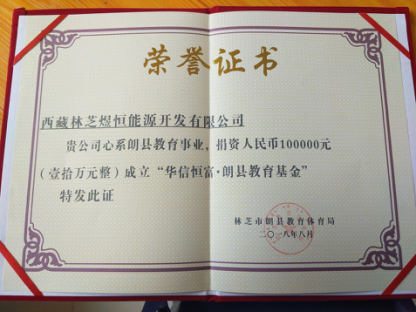 荣誉证书
西藏林芝煜恒能源开发有限公司
贵公司心系朗县教育事业，捐资人民币100000元
（壹拾万元整）成立“华信恒富·朗县教育基金”
特发此证
林芝市朗县教育体育局
二〇一八年八月